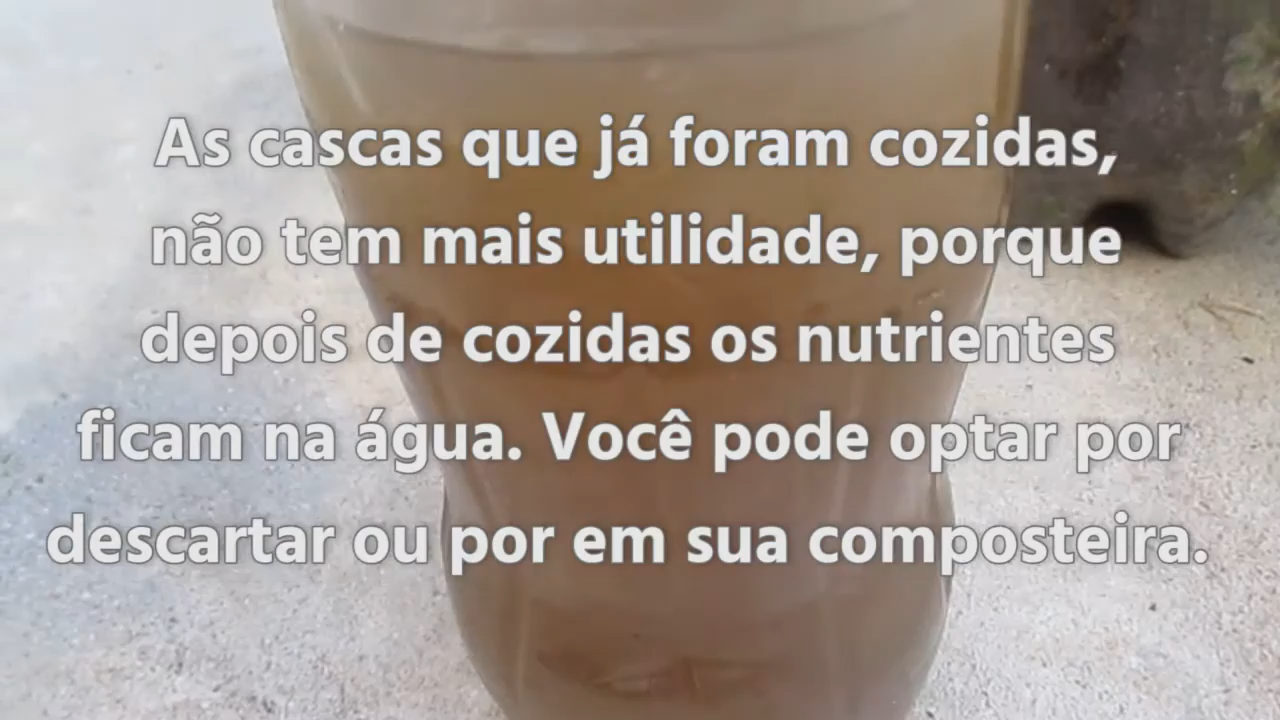 As cascas que já foram cozidas,
não tem mais utilidade, porque
depois de cozidas os nutrientes
ficam na água. Você pode optar por
descartar ou por em sua composteira.